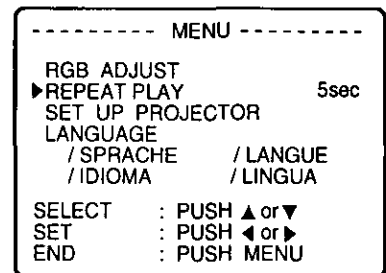 --------- MENU ---------
RGB ADJUST
▶REPEAT PLAY 5sec
SET UP PROJECTOR
LANGUAGE
/ SPRACHE / LANGUE
/ IDIOMA / LINGUA
SELECT : PUSH ▲ or ▼
SET : PUSH ◀ or ▶
END : PUSH MENU